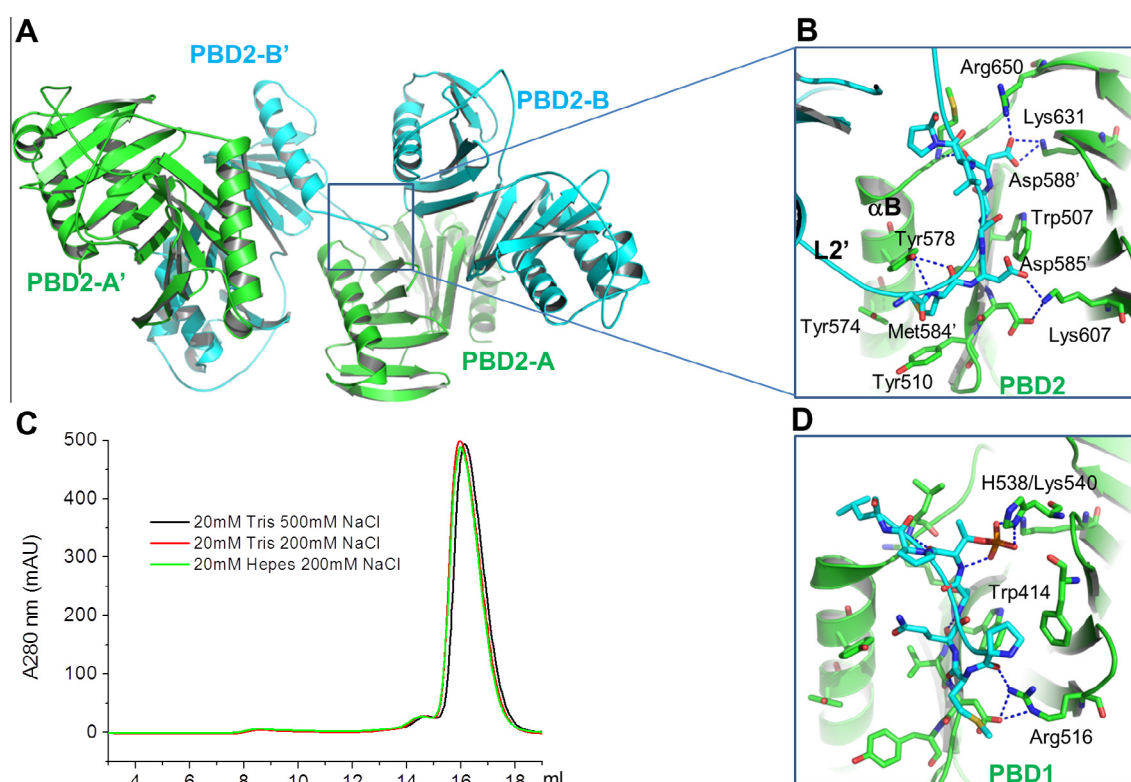 A
PBD2-B'
PBD2-B
PBD2-A'
PBD2-A
B
Arg650
Lys631
Asp588'
αB
Trp507
Tyr578
L2'
Asp585'
Tyr574
Met584'
Lys607
Tyr510
PBD2
C
500
400
300
200
100
0
A280 nm (mAU)
20mM Tris 500mM NaCl
20mM Tris 200mM NaCl
20mM Hepes 200mM NaCl
4 6 8 10 12 14 16 18 ml
D
H538/Lys540
Trp414
Arg516
PBD1